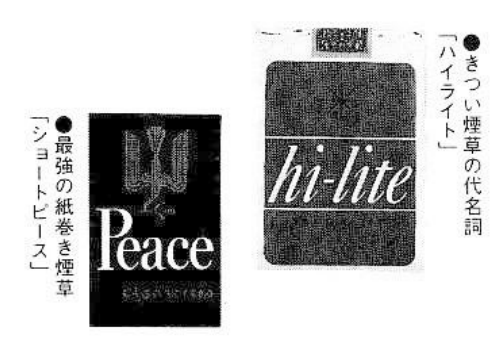 ●きつい煙草の代名詞
「ハイライト」
hi-lite
●最強の紙巻き煙草
「ショートピース」
Peace